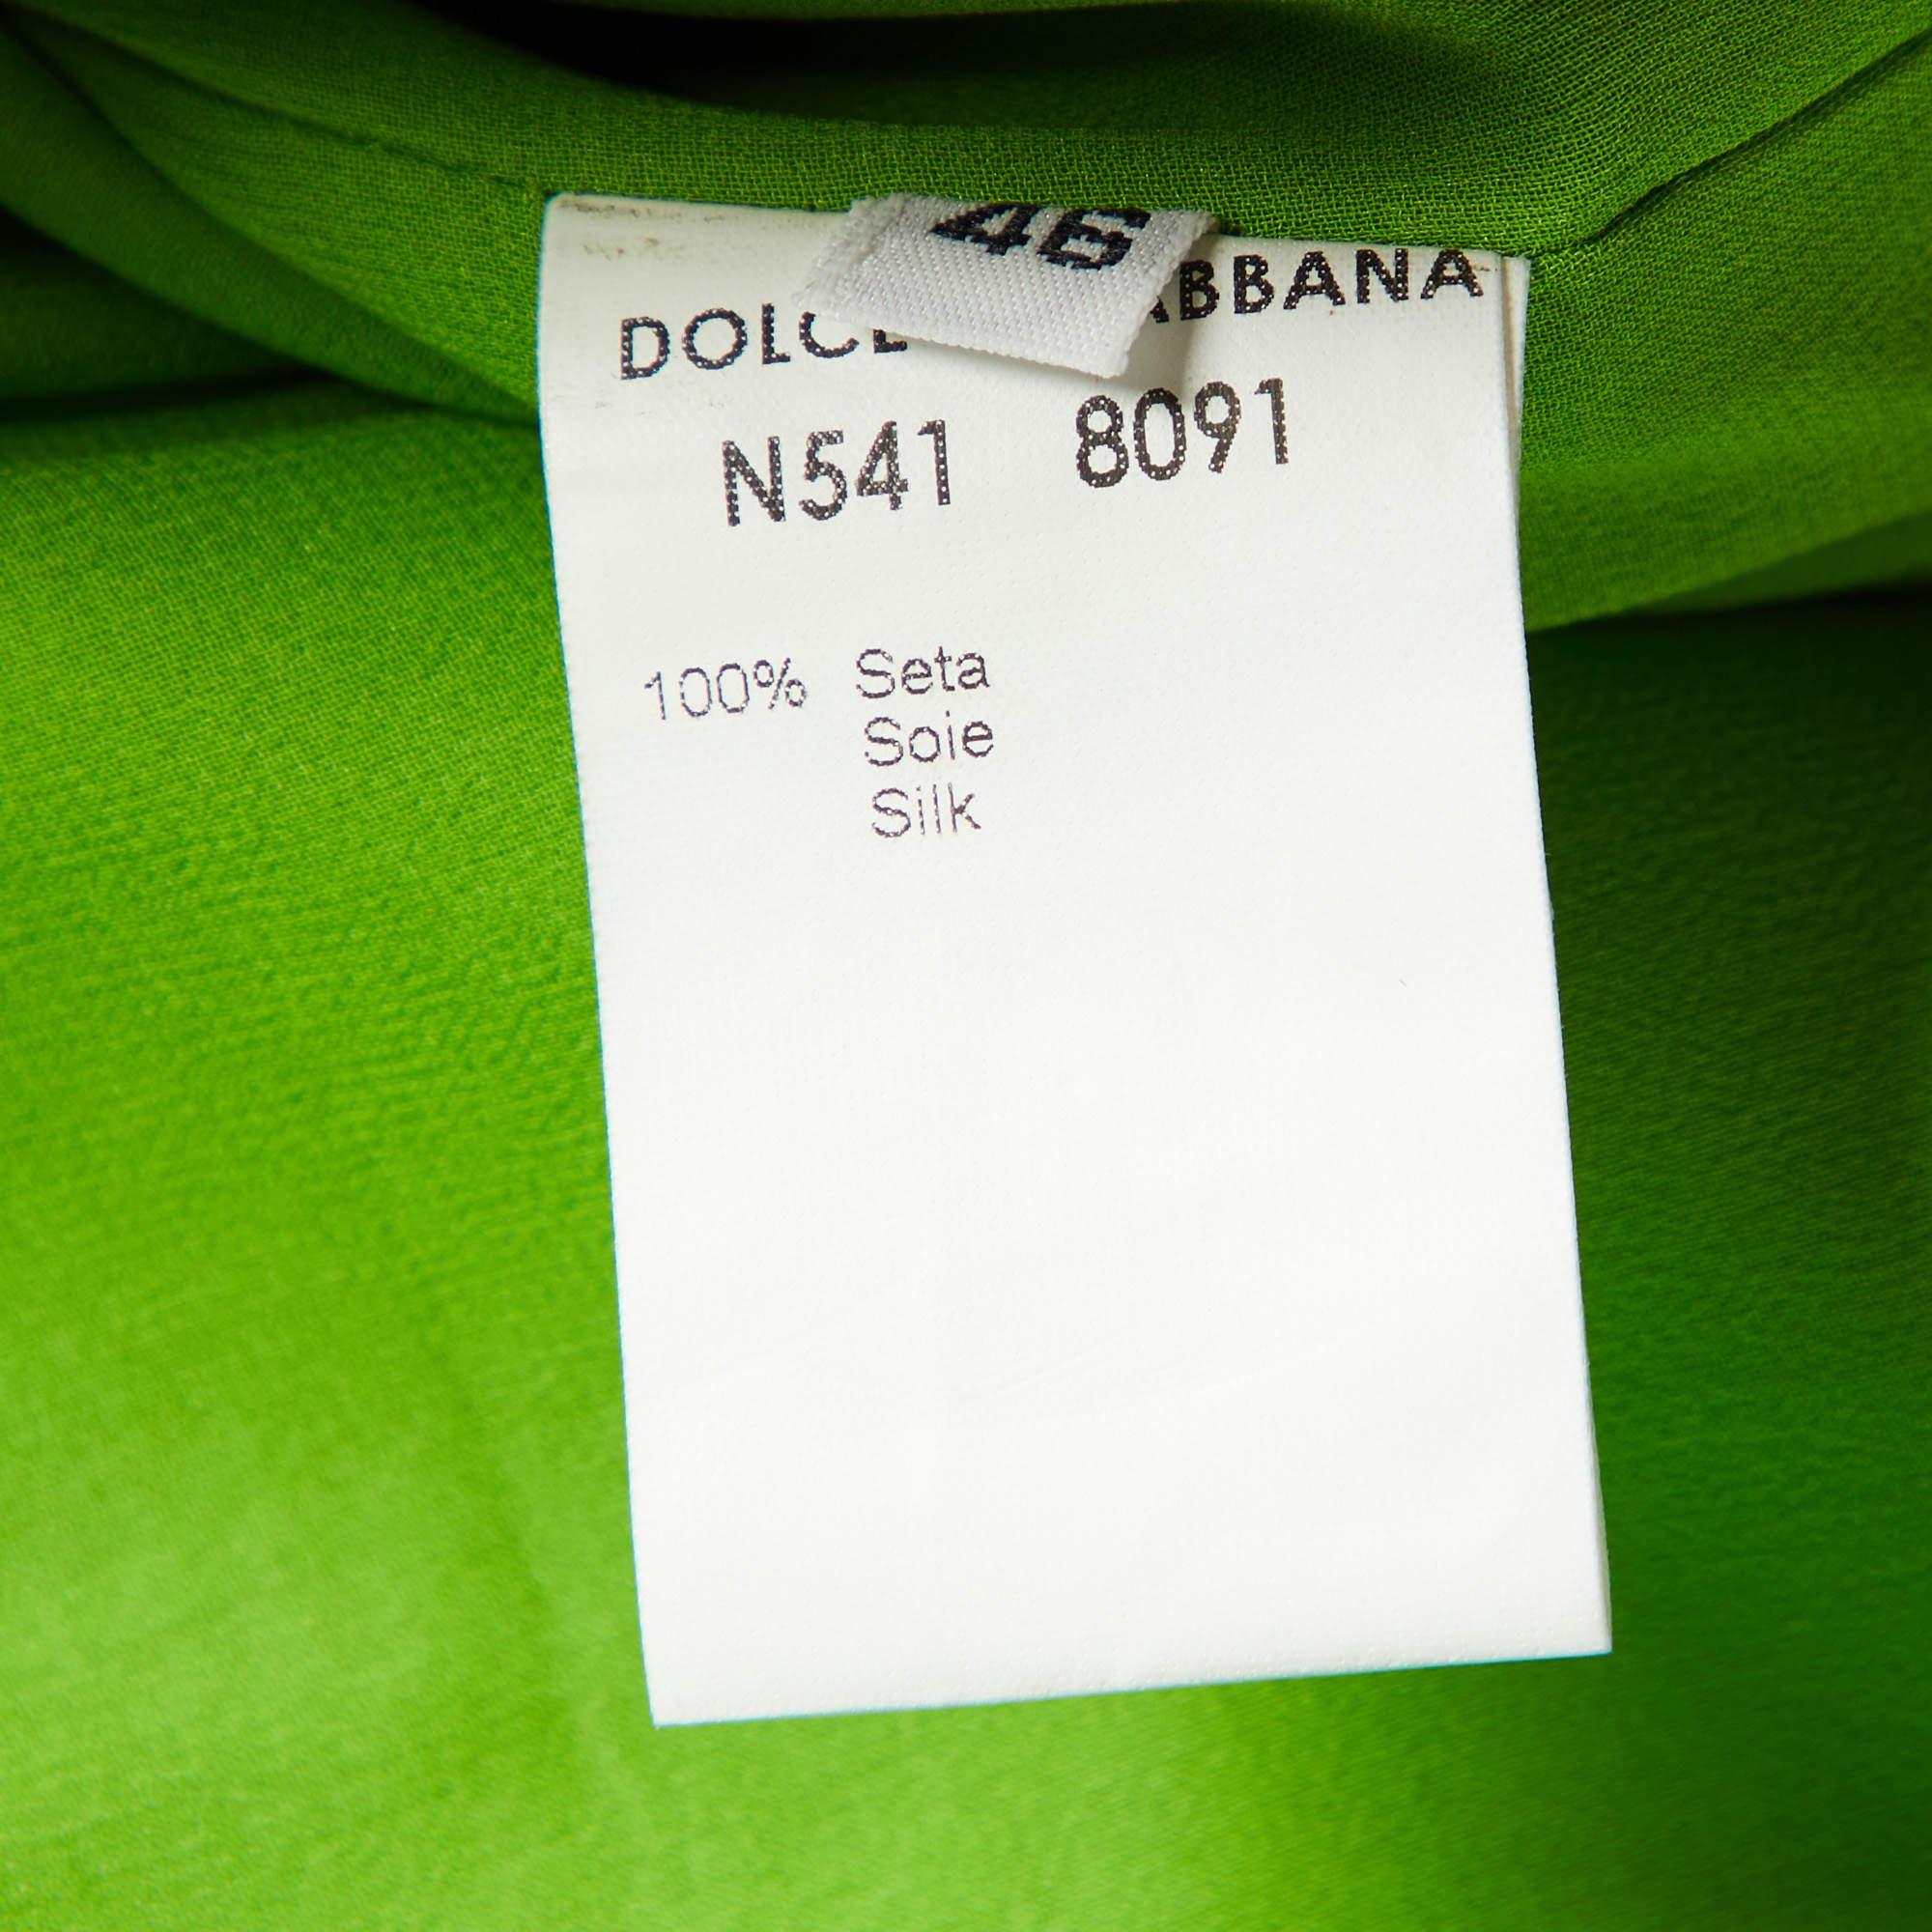 46
DOLCE ABBANA
N541 8091
100% Seta
Soie
Silk